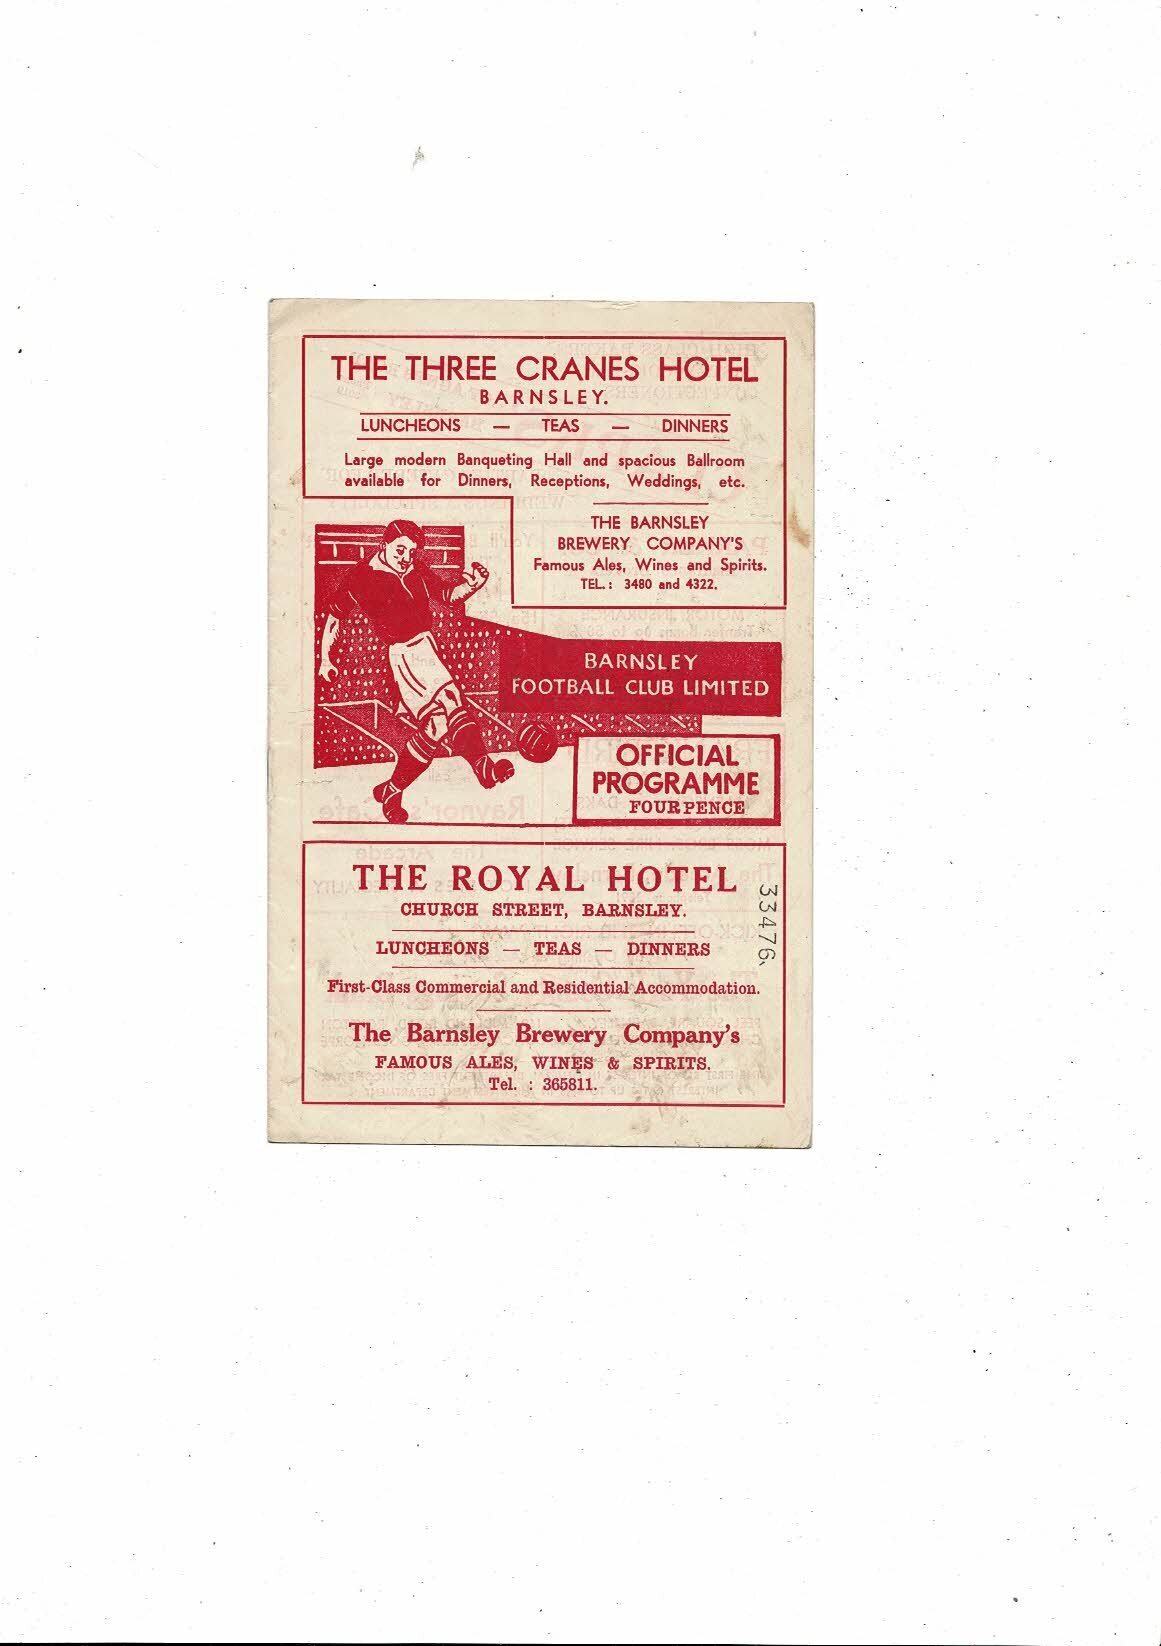 THE THREE CRANES HOTEL
BARNSLEY.
LUNCHEONS — TEAS — DINNERS
Large modern Banqueting Hall and spacious Ballroom
available for Dinners, Receptions, Weddings, etc.
THE BARNSLEY
BREWERY COMPANY'S
Famous Ales, Wines and Spirits.
TEL.: 3480 and 4322.
BARNSLEY
FOOTBALL CLUB LIMITED
OFFICIAL
PROGRAMME
FOURPENCE
THE ROYAL HOTEL
CHURCH STREET, BARNSLEY.
LUNCHEONS — TEAS — DINNERS
First-Class Commercial and Residential Accommodation.
The Barnsley Brewery Company's
FAMOUS ALES, WINES & SPIRITS.
Tel. : 365811.
33476